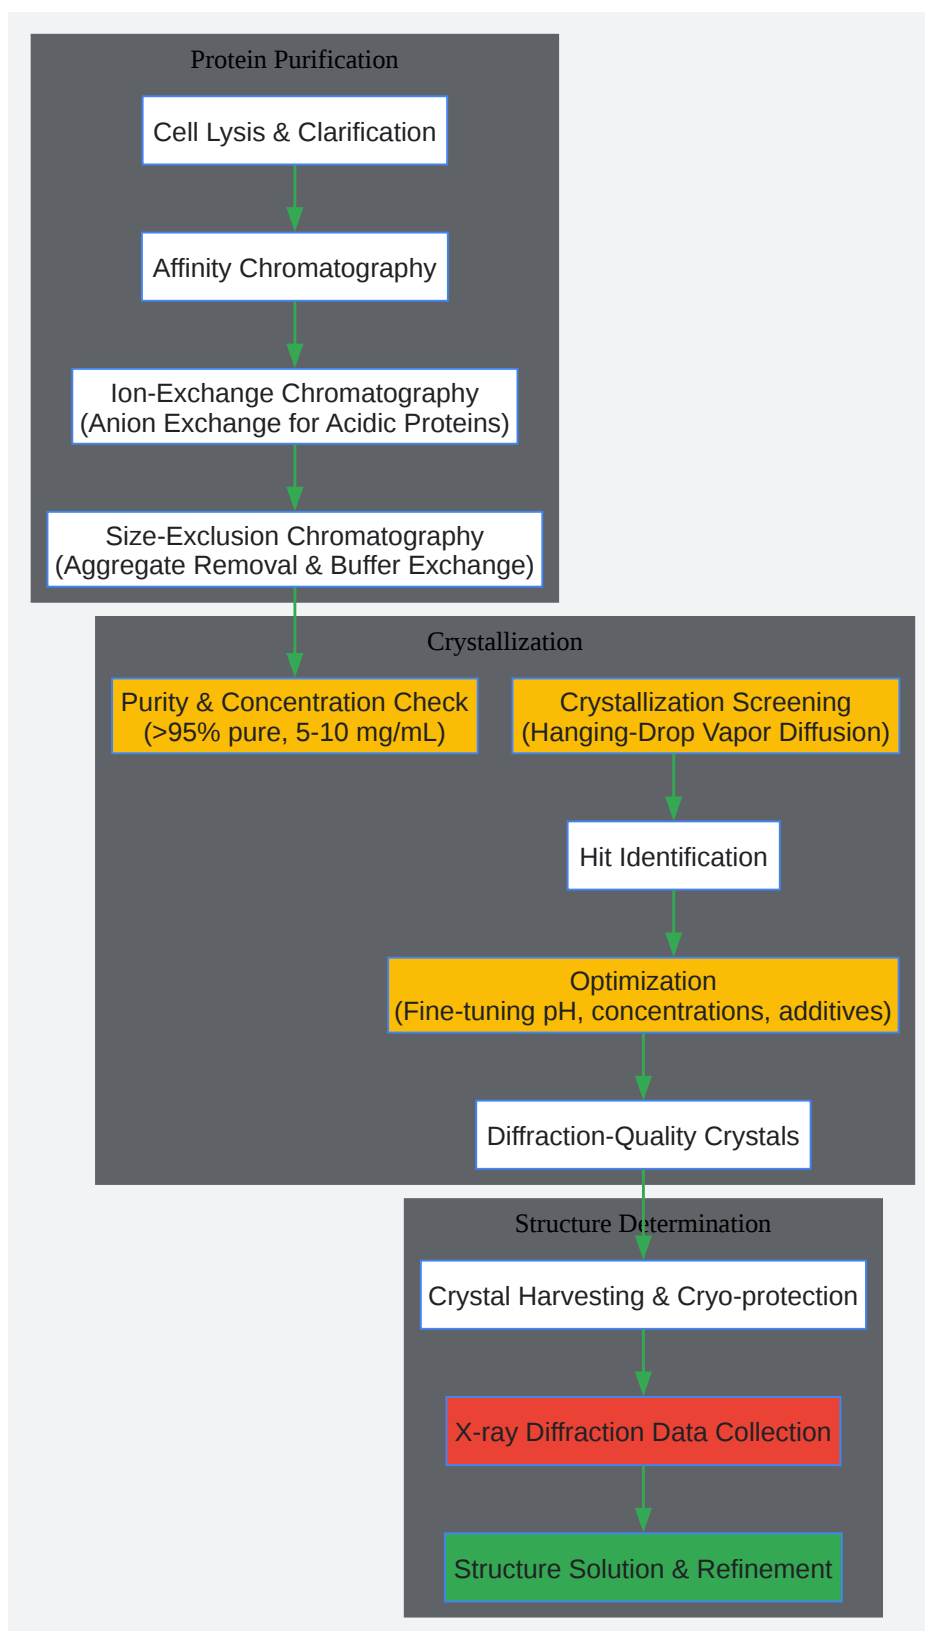 Protein Purification
Cell Lysis & Clarification
Affinity Chromatography
Ion-Exchange Chromatography
(Anion Exchange for Acidic Proteins)
Size-Exclusion Chromatography
(Aggregate Removal & Buffer Exchange)
Crystallization
Purity & Concentration Check
(>95% pure, 5-10 mg/mL)
Crystallization Screening
(Hanging-Drop Vapor Diffusion)
Hit Identification
Optimization
(Fine-tuning pH, concentrations, additives)
Diffraction-Quality Crystals
Structure Determination
Crystal Harvesting & Cryo-protection
X-ray Diffraction Data Collection
Structure Solution & Refinement